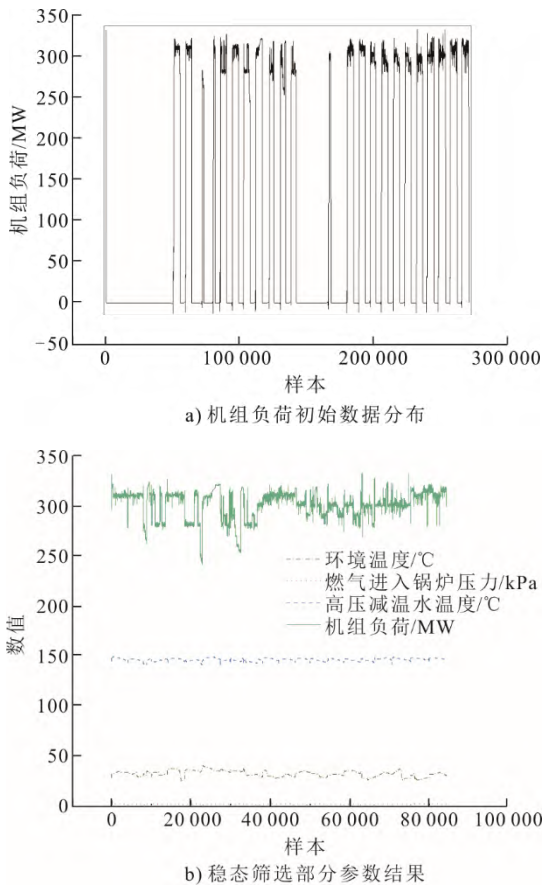 350
300
250
200
150
100
50
0
−50
机组负荷/MW
0
100 000
200 000
300 000
样本
a) 机组负荷初始数据分布
350
300
250
200
150
100
50
0
数值
环境温度/℃
燃气进入锅炉压力/kPa
高压减温水温度/℃
机组负荷/MW
0
20 000
40 000
60 000
80 000
100 000
样本
b) 稳态筛选部分参数结果